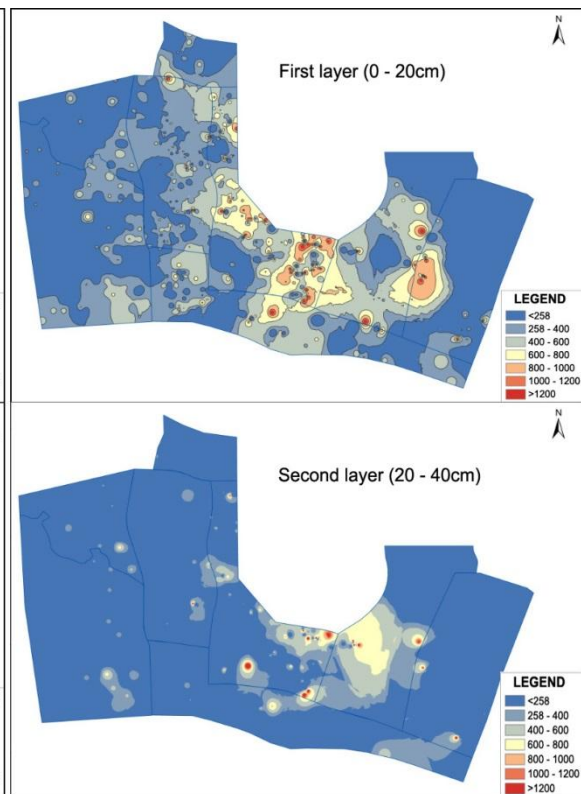 N
First layer (0 - 20cm)
LEGEND
<258
258 - 400
400 - 600
600 - 800
800 - 1000
1000 - 1200
>1200
N
Second layer (20 - 40cm)
LEGEND
<258
258 - 400
400 - 600
600 - 800
800 - 1000
1000 - 1200
>1200